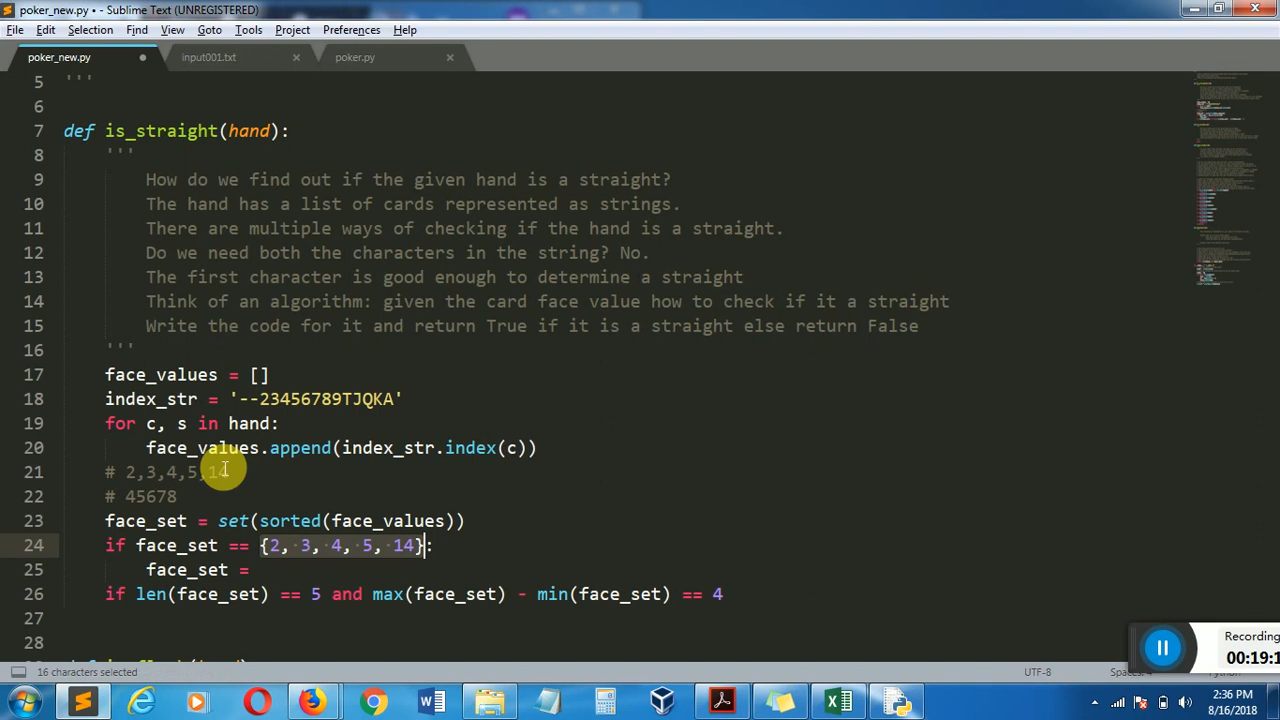 poker_new.py • - Sublime Text (UNREGISTERED)
File Edit Selection Find View Goto Tools Project Preferences Help
poker_new.py input001.txt poker.py
5 '''
6
7 def is_straight(hand):
8 '''
9 How do we find out if the given hand is a straight?
10 The hand has a list of cards represented as strings.
11 There are multiple ways of checking if the hand is a straight.
12 Do we need both the characters in the string? No.
13 The first character is good enough to determine a straight
14 Think of an algorithm: given the card face value how to check if it a straight
15 Write the code for it and return True if it is a straight else return False
16 '''
17 face_values = []
18 index_str = '--23456789TJQKA'
19 for c, s in hand:
20 face_values.append(index_str.index(c))
21 # 2,3,4,5,14
22 # 45678
23 face_set = set(sorted(face_values))
24 if face_set == {2, 3, 4, 5, 14}:
25 face_set =
26 if len(face_set) == 5 and max(face_set) - min(face_set) == 4
27
28
Recording
00:19:1
16 characters selected UTF-8
2:36 PM
8/16/2018